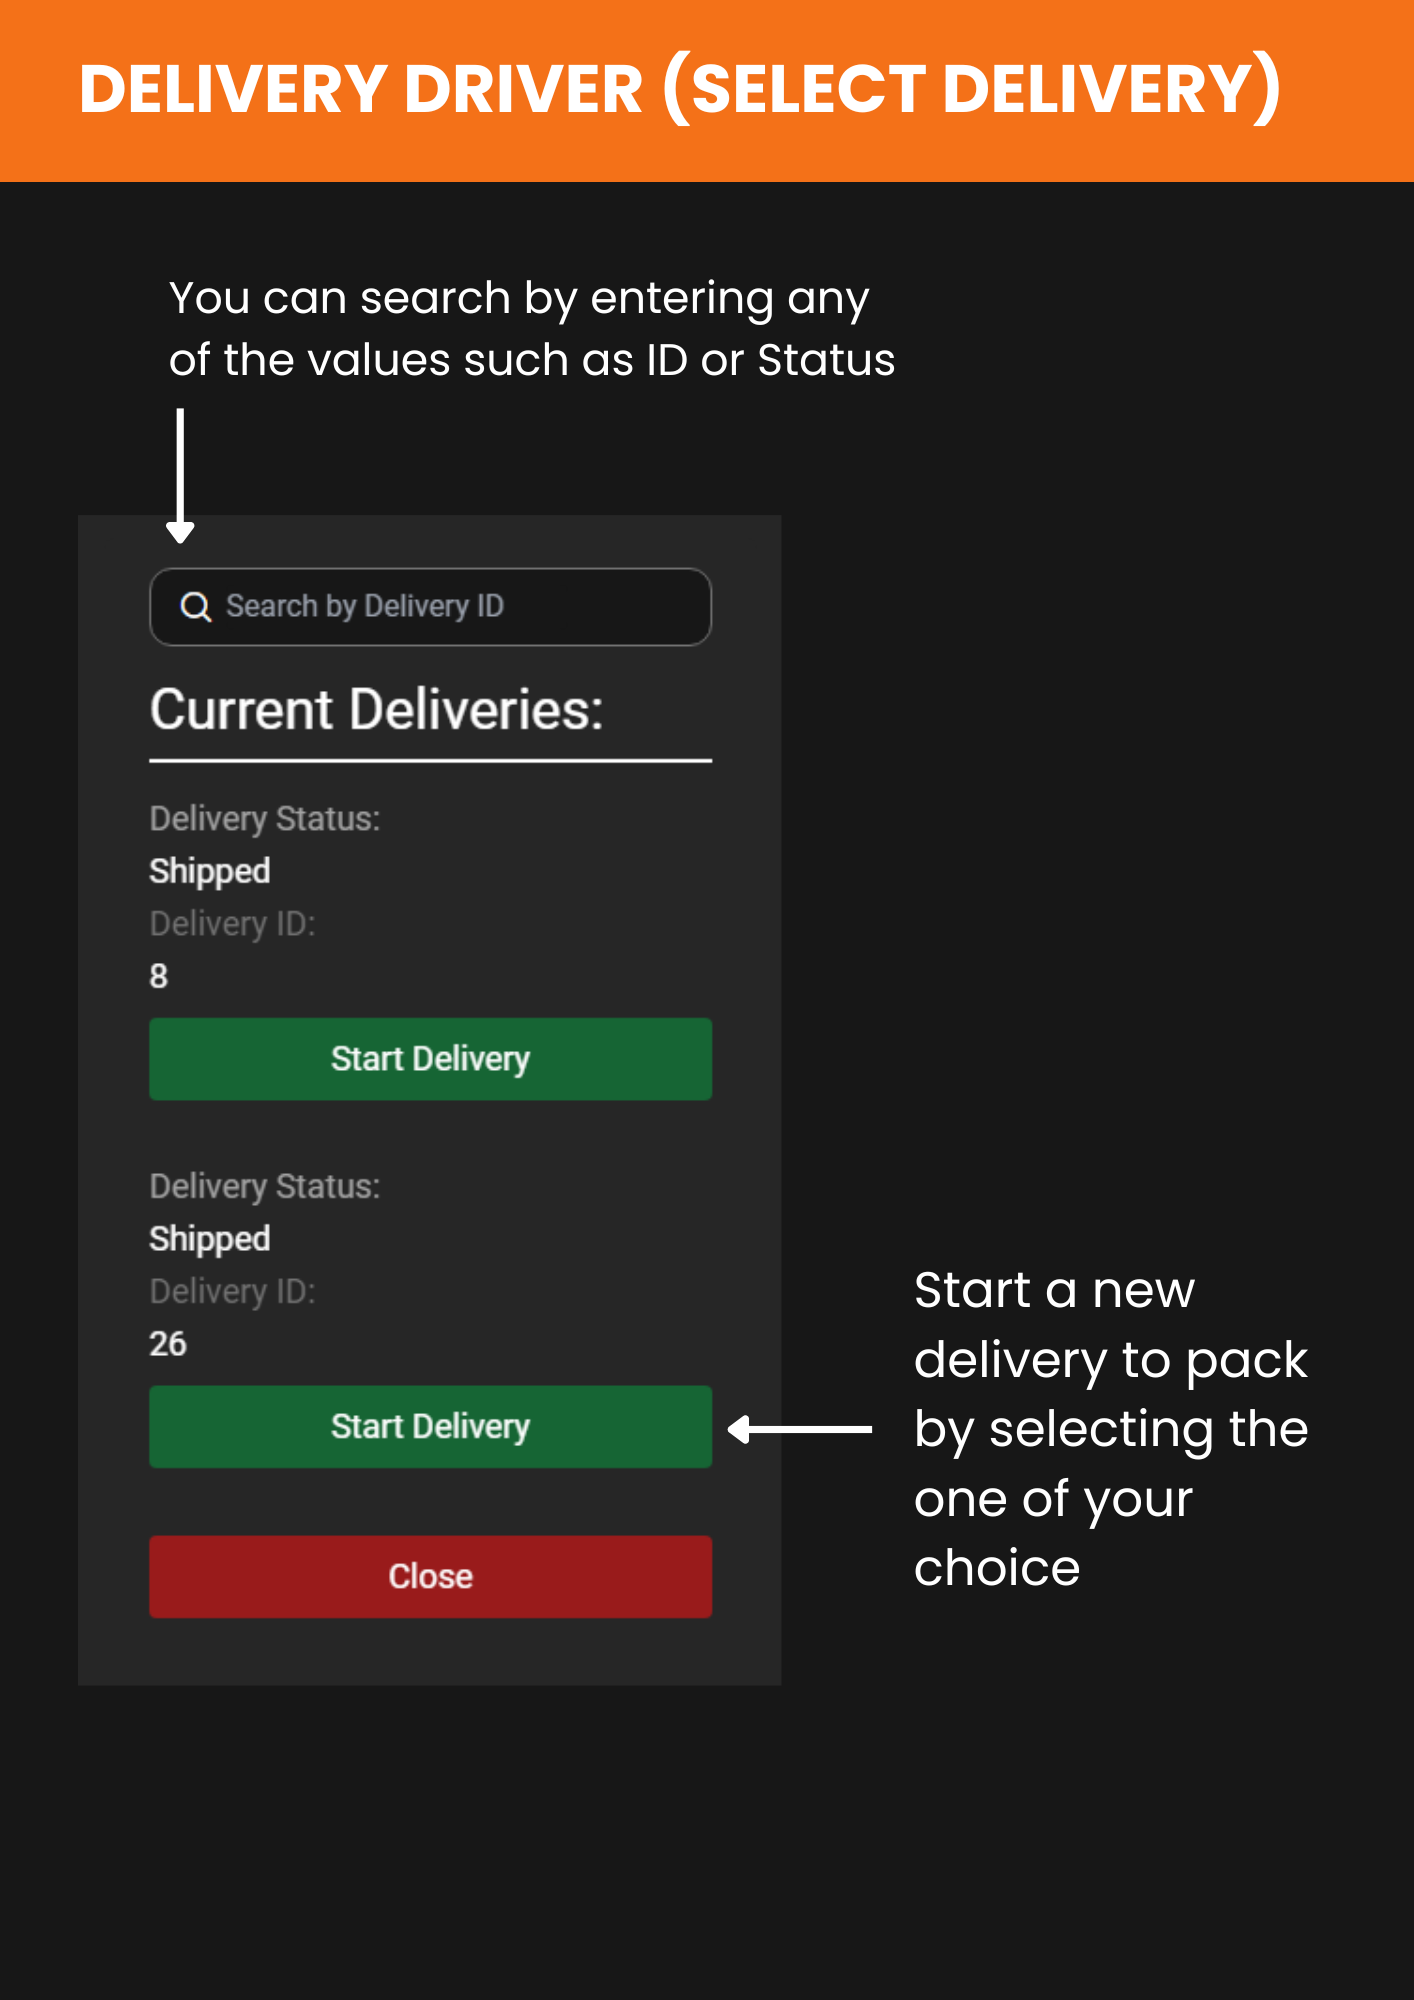 DELIVERY DRIVER (SELECT DELIVERY)
You can search by entering any
of the values such as ID or Status
Search by Delivery ID
Current Deliveries:
Delivery Status:
Shipped
Delivery ID:
8
Start Delivery
Delivery Status:
Shipped
Delivery ID:
26
Start Delivery
Start a new
delivery to pack
by selecting the
one of your
choice
Close